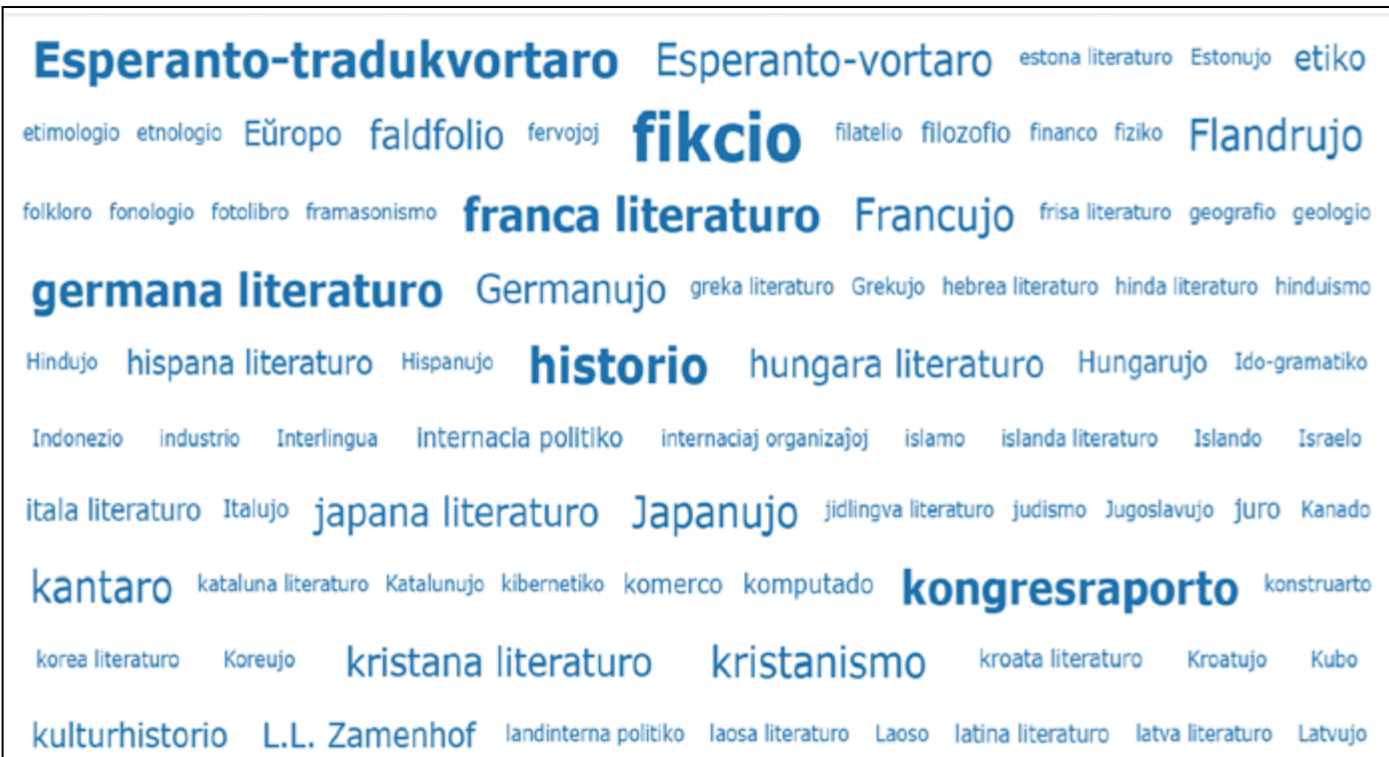 Esperanto-tradukvortaro Esperanto-vortaro estona literaturo Estonujo etiko
etimologio etnologio Eŭropo faldfolio fervojoj fikcio filatelio filozofio financo fiziko Flandrujo
folkloro fonologio fotolibro framasonismo franca literaturo Francujo frisa literaturo geografio geologio
germana literaturo Germanujo greka literaturo Grekujo hebrea literaturo hinda literaturo hinduismo
Hindujo hispana literaturo Hispanujo historio hungara literaturo Hungarujo Ido-gramatiko
Indonezio industrio Interlingua internacia politiko internaciaj organizaĵoj islamo islanda literaturo Islando Israelo
itala literaturo Italujo japana literaturo Japanujo jidlingva literaturo judismo Jugoslavujo juro Kanado
kantaro kataluna literaturo Katalunujo kibernetiko komerco komputado kongresraporto konstruarto
korea literaturo Koreujo kristana literaturo kristanismo kroata literaturo Kroatujo Kubo
kulturhistorio L.L. Zamenhof landinterna politiko laosa literaturo Laoso latina literaturo latva literaturo Latvujo